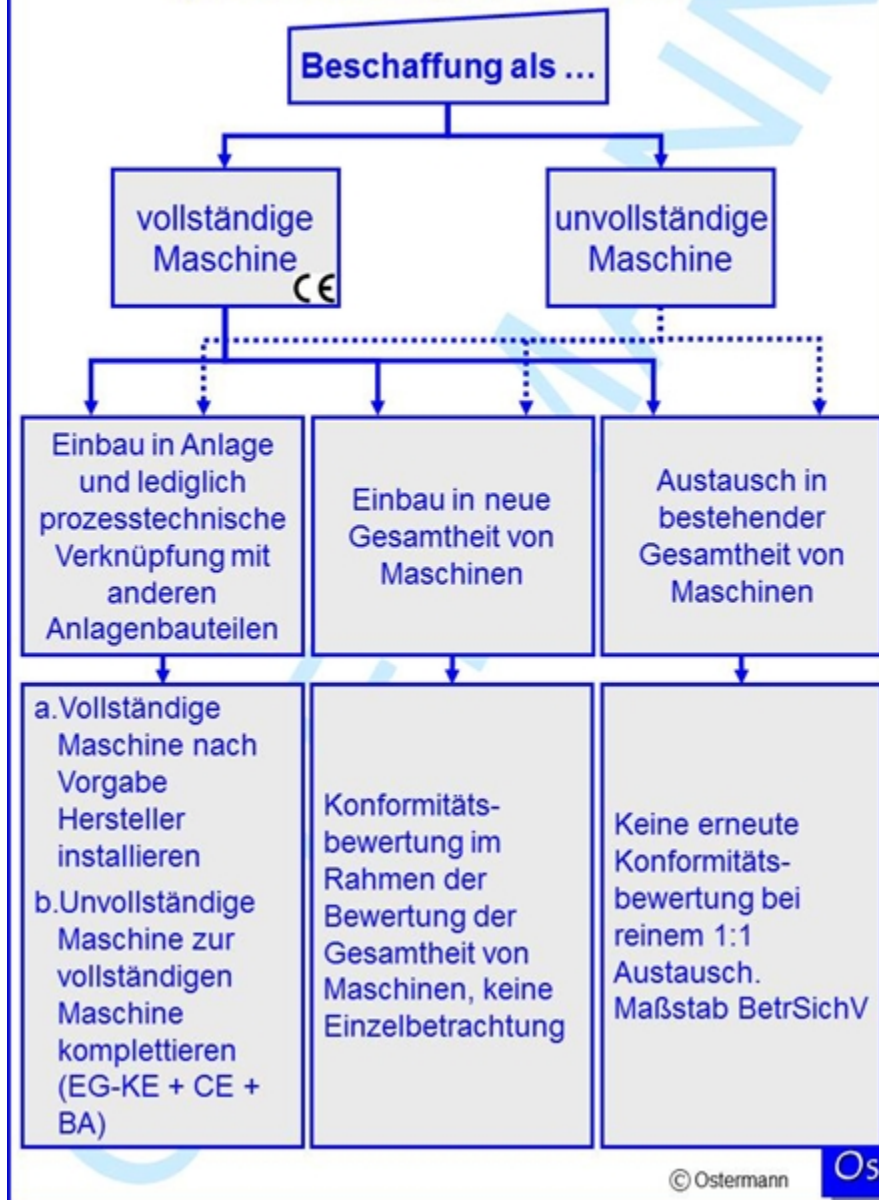 Beschaffung als ...
vollständige
Maschine
CE
unvollständige
Maschine
Einbau in Anlage
und lediglich
prozesstechnische
Verknüpfung mit
anderen
Anlagenbauteilen
Einbau in neue
Gesamtheit von
Maschinen
Austausch in
bestehender
Gesamtheit von
Maschinen
a.Vollständige
Maschine nach
Vorgabe
Hersteller
installieren
b.Unvollständige
Maschine zur
vollständigen
Maschine
komplettieren
(EG-KE + CE +
BA)
Konformitäts-
bewertung im
Rahmen der
Bewertung der
Gesamtheit von
Maschinen, keine
Einzelbetrachtung
Keine erneute
Konformitäts-
bewertung bei
reinem 1:1
Austausch.
Maßstab BetrSichV
© Ostermann
Os